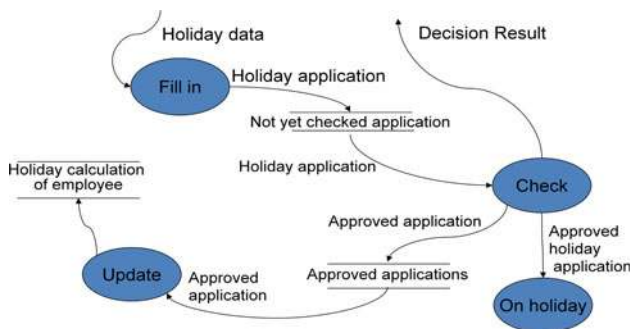 Holiday data
Decision Result
Fill in
Holiday application
Not yet checked application
Holiday application
Holiday calculation
of employee
Check
Approved application
Approved
holiday
application
Update
Approved
application
Approved applications
On holiday